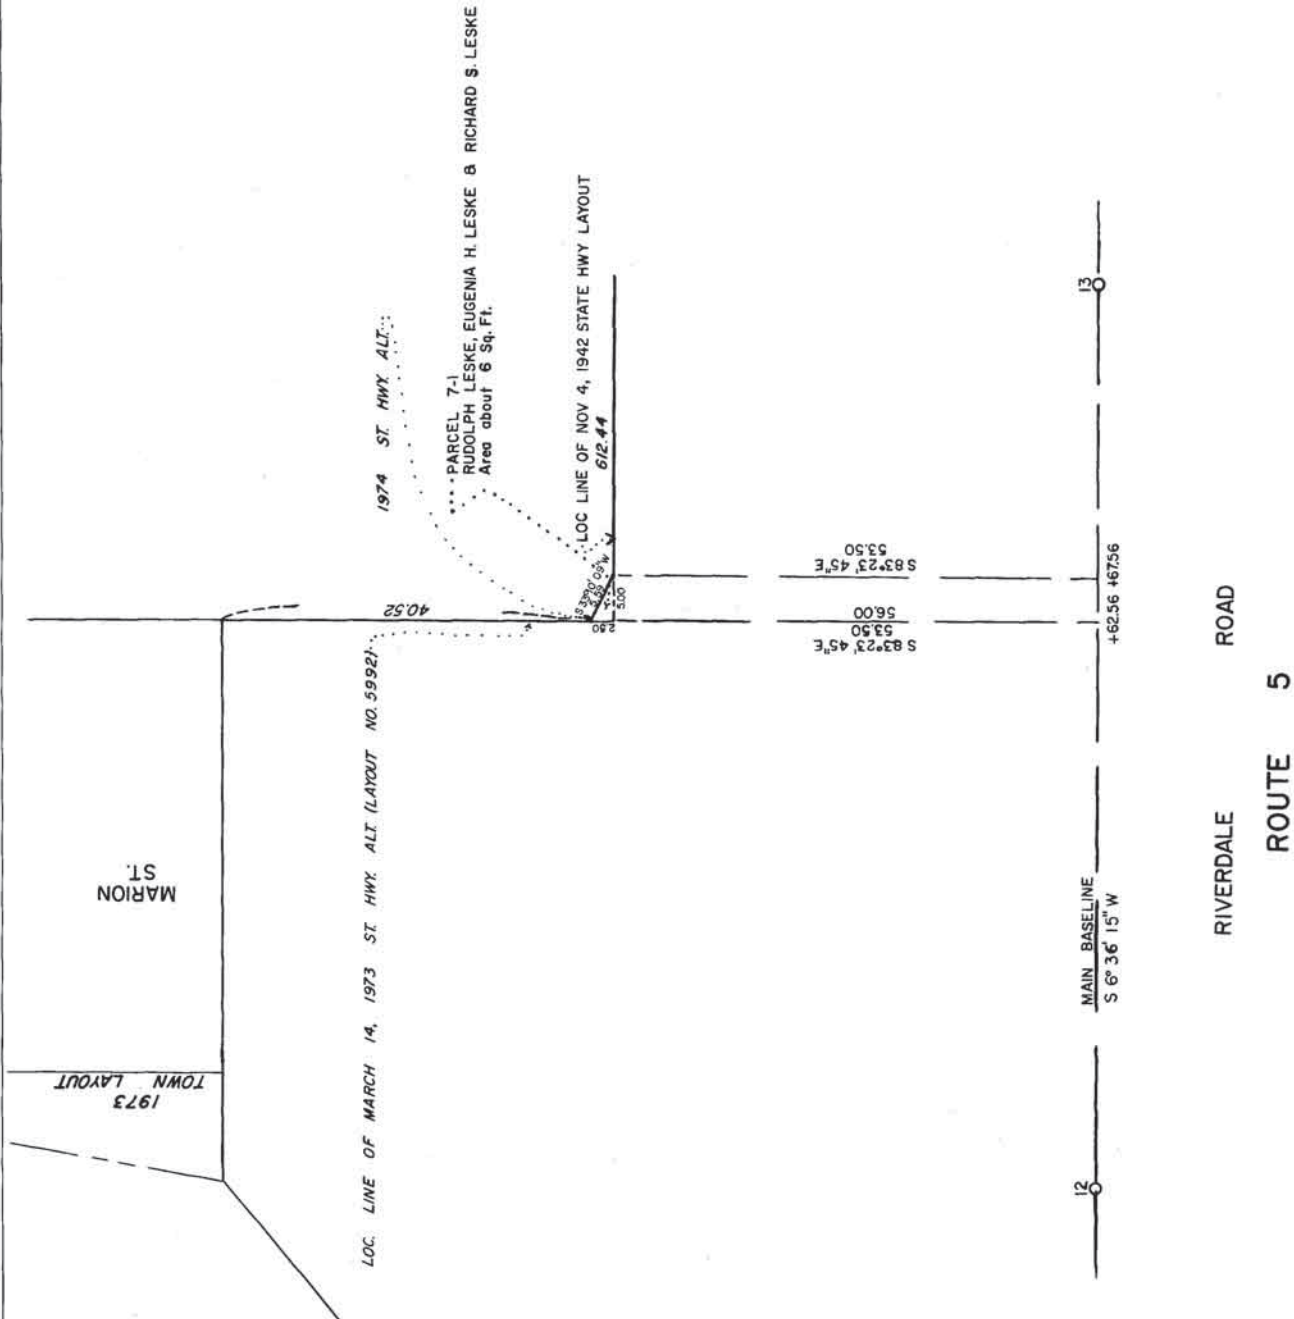 1974 ST. HWY. ALT.
PARCEL 7-1
RUDOLPH LESKE, EUGENIA H. LESKE & RICHARD S. LESKE
Area about 6 Sq. Ft.
LOC LINE OF NOV 4, 1942 STATE HWY LAYOUT
612.44
MARION
ST.
1973
TOWN LAYOUT
LOC. LINE OF MARCH 14, 1973 ST. HWY. ALT. (LAYOUT NO. 5992)
40.52
5.59
2.50
5.00
S 83°23' 45"E
53.50
S 83°23' 45"E
53.50
56.00
12
13
+62.56 +67.56
MAIN BASELINE
S 6° 36' 15" W
RIVERDALE ROAD
ROUTE 5